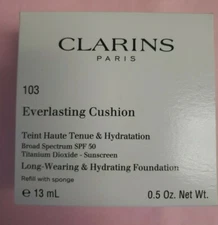 CLARINS
PARIS
103
Everlasting Cushion
Teint Haute Tenue & Hydratation
Broad Spectrum SPF 50
Titanium Dioxide - Sunscreen
Long-Wearing & Hydrating Foundation
Refill with sponge
℮ 13 mL 0.5 Oz. Net Wt.